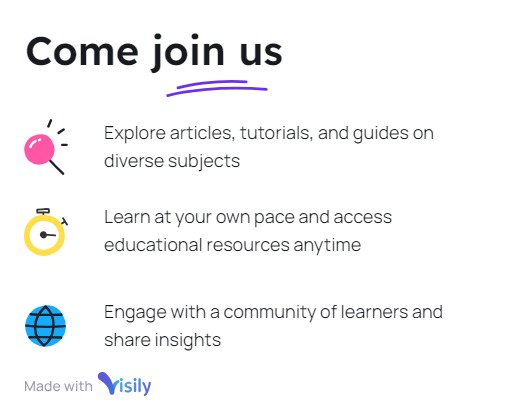 Come join us
Explore articles, tutorials, and guides on
diverse subjects
Learn at your own pace and access
educational resources anytime
Engage with a community of learners and
share insights
Made with Visily